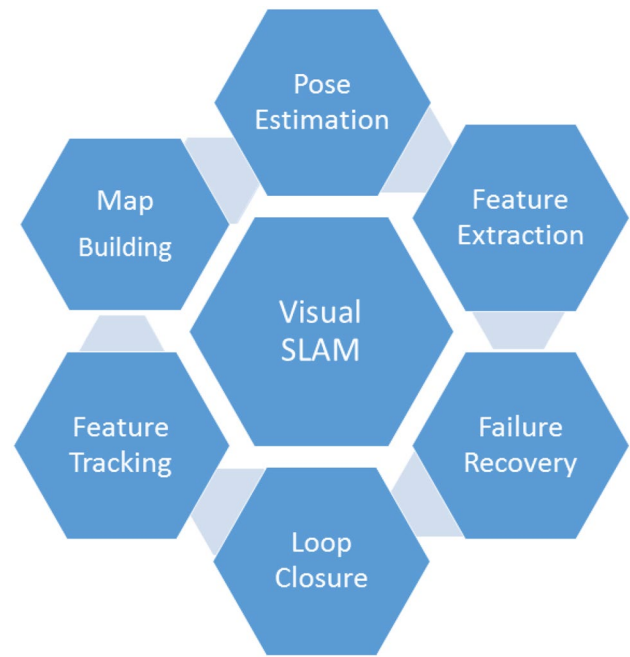 Pose
Estimation
Map
Building
Feature
Extraction
Visual
SLAM
Feature
Tracking
Failure
Recovery
Loop
Closure